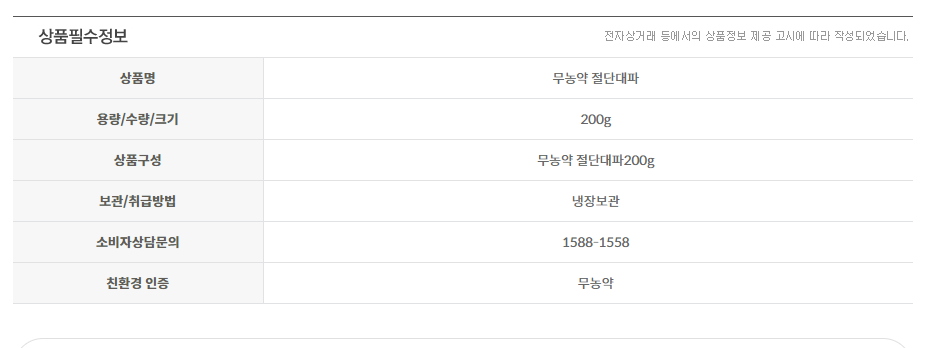 상품필수정보
전자상거래 등에서의 상품정보 제공 고시에 따라 작성되었습니다.
상품명 무농약 절단대파
용량/수량/크기 200g
상품구성 무농약 절단대파200g
보관/취급방법 냉장보관
소비자상담문의 1588-1558
친환경 인증 무농약